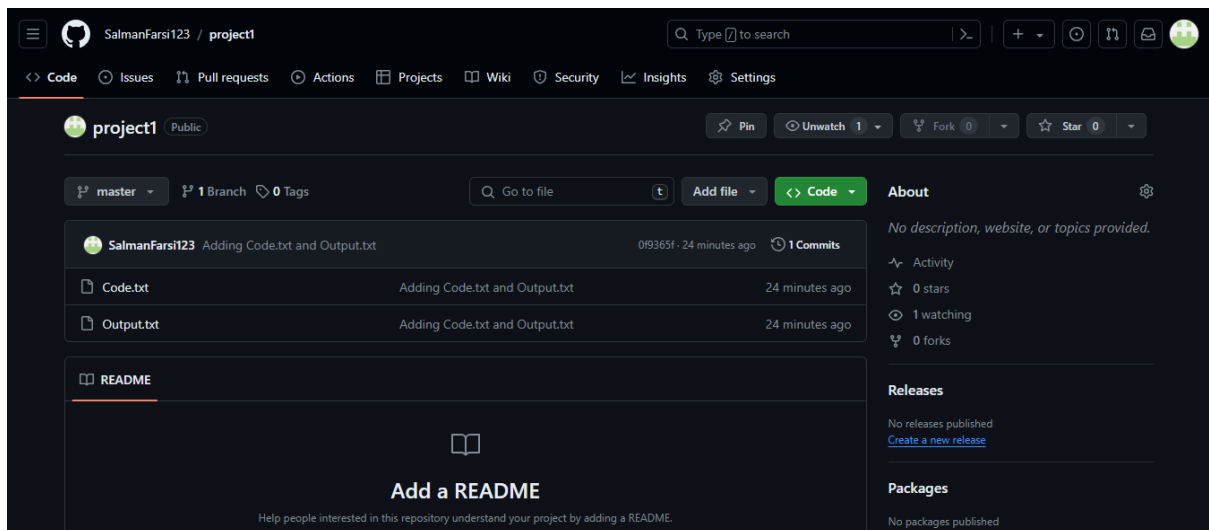 SalmanFarsi123 / project1
Type / to search
Code Issues Pull requests Actions Projects Wiki Security Insights Settings
project1 Public
Pin Unwatch 1 Fork 0 Star 0
master 1 Branch 0 Tags Go to file t Add file <> Code
SalmanFarsi123 Adding Code.txt and Output.txt 0f9365f · 24 minutes ago 1 Commits
Code.txt Adding Code.txt and Output.txt 24 minutes ago
Output.txt Adding Code.txt and Output.txt 24 minutes ago
README
Add a README
Help people interested in this repository understand your project by adding a README.
About
No description, website, or topics provided.
Activity
0 stars
1 watching
0 forks
Releases
No releases published
Create a new release
Packages
No packages published